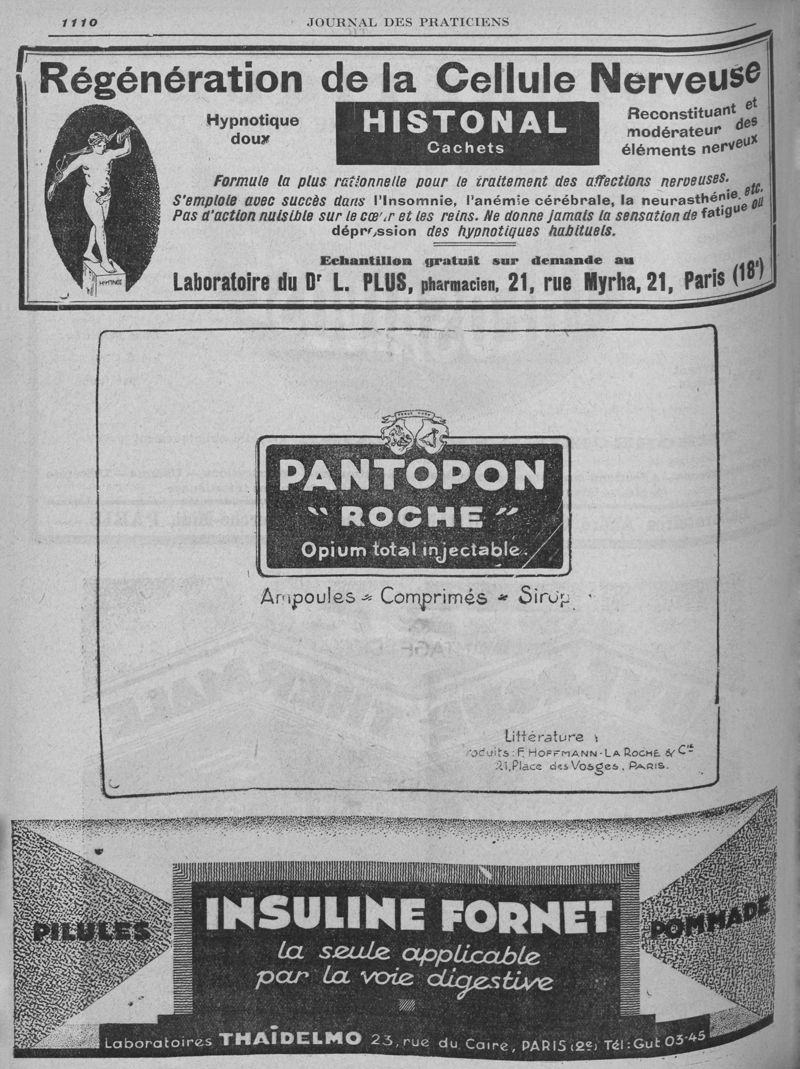 1110
JOURNAL DES PRATICIENS
Régénération de la Cellule Nerveuse
Hypnotique
doux
HISTONAL
Cachets
Reconstituant et
modérateur des
éléments nerveux
Formule la plus rationnelle pour le traitement des affections nerveuses.
S'emploie avec succès dans l'Insomnie, l'anémie cérébrale, la neurasthénie, etc.
Pas d'action nuisible sur le cœur et les reins. Ne donne jamais la sensation de fatigue ou
dépression des hypnotiques habituels.
Echantillon gratuit sur demande au
Laboratoire du Dr L. PLUS, pharmacien, 21, rue Myrha, 21, Paris (18e)
PANTOPON
"ROCHE"
Opium total injectable.
Ampoules - Comprimés - Sirop
Littérature :
roduits: F. HOFFMANN-LA ROCHE & Cie
21, Place des Vosges, PARIS.
PILULES
INSULINE FORNET
POMMADE
la seule applicable
par la voie digestive
Laboratoires THAÏDELMO 23, rue du Caire, PARIS (2e) Tél: Gut 03-45